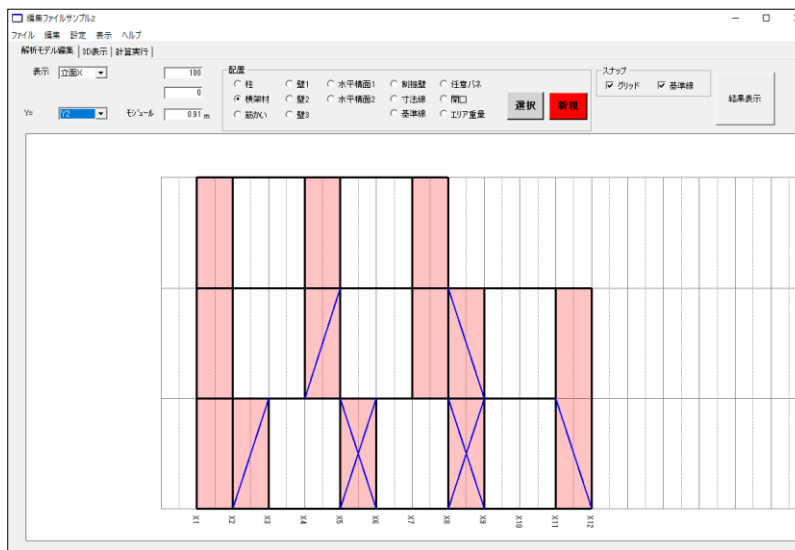 編集ファイルサンプル2
ファイル 編集 設定 表示 ヘルプ
解析モデル編集 3D表示 計算実行
表示 立面X 100
0
Y= Y2 モジュール 0.91 m
配置
柱 壁1 水平構面1 制振壁 任意バネ
横架材 壁2 水平構面2 寸法線 開口
筋かい 壁3 基準線 エリア重量
選択 新規
スナップ
グリッド 基準線
結果表示
X1 X2 X3 X4 X5 X6 X7 X8 X9 X10 X11 X12